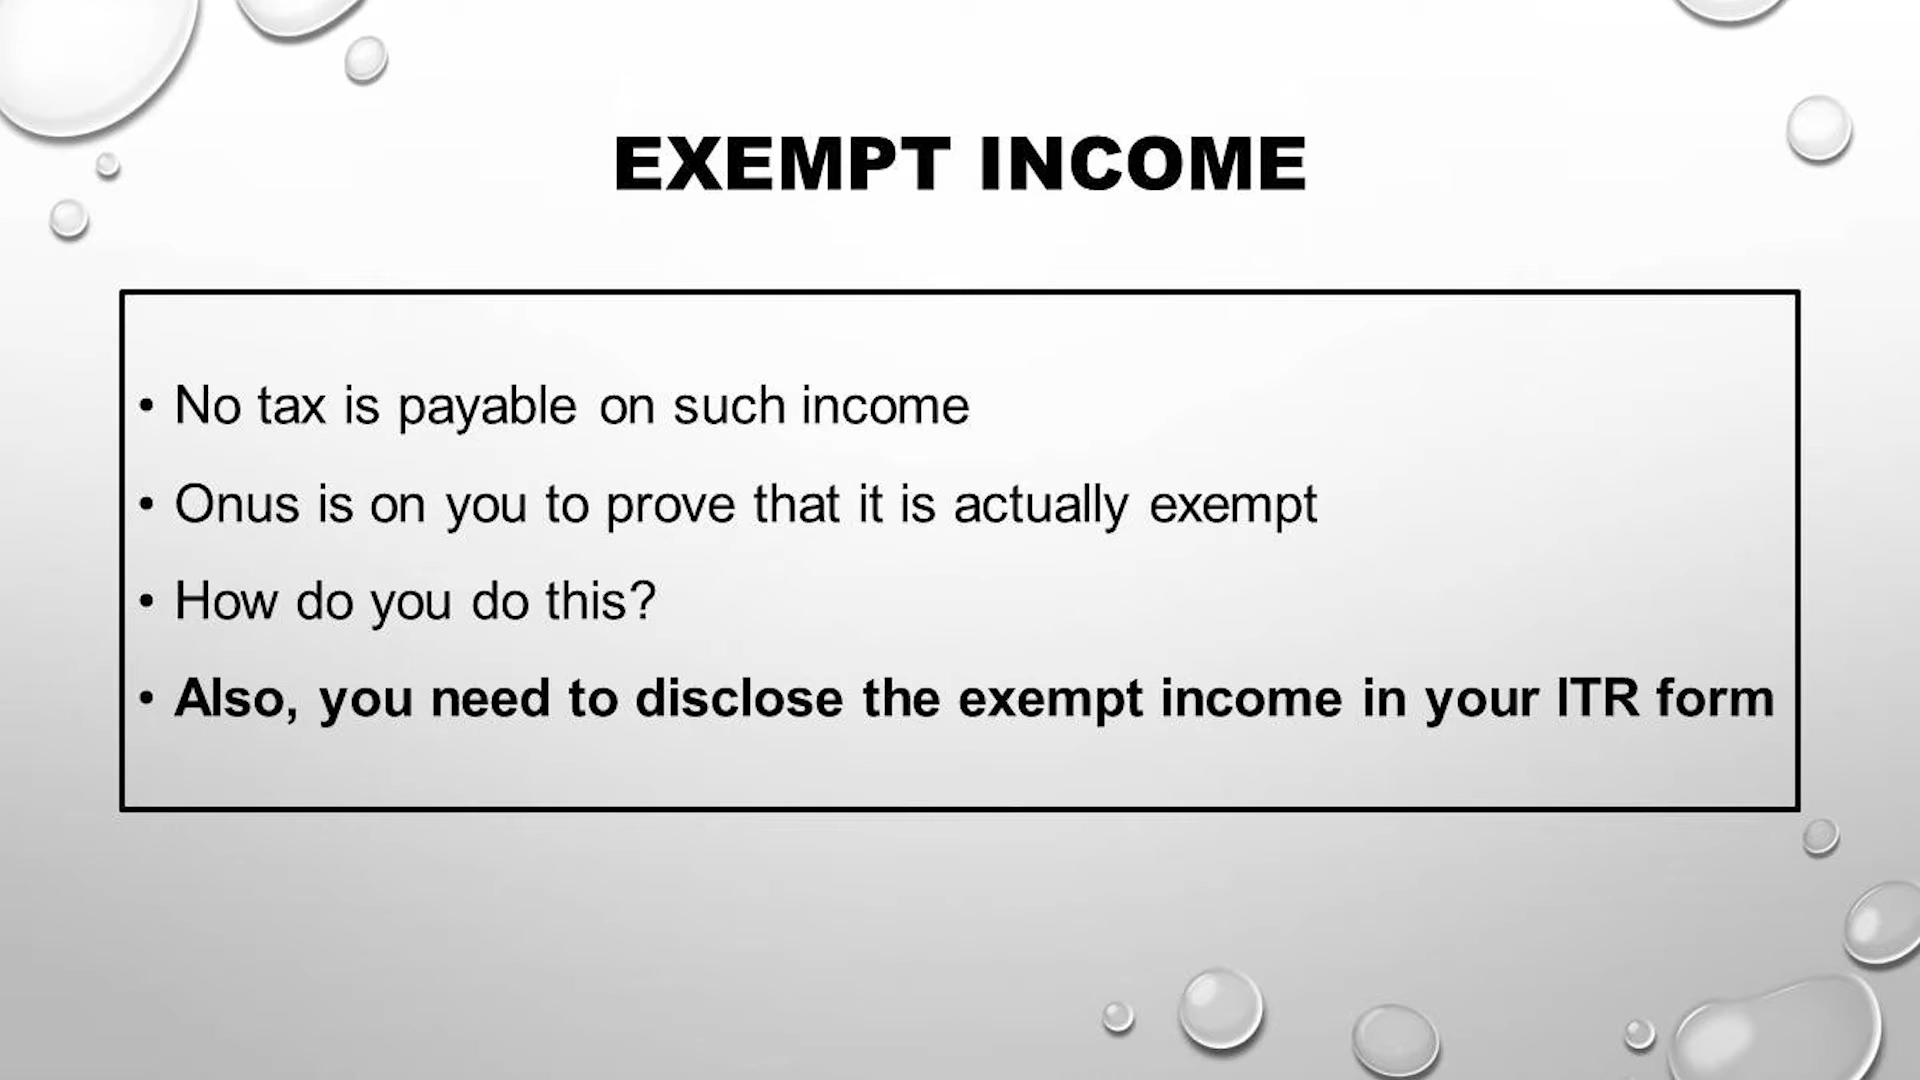 EXEMPT INCOME
• No tax is payable on such income
• Onus is on you to prove that it is actually exempt
• How do you do this?
• Also, you need to disclose the exempt income in your ITR form